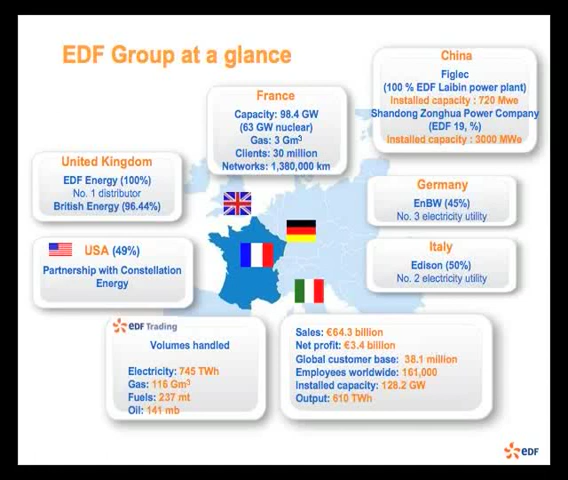 EDF Group at a glance
China
Figlec
(100 % EDF Laibin power plant)
Installed capacity : 720 Mwe
Shandong Zonghua Power Company
(EDF 19, %)
Installed capacity : 3000 MWe
France
Capacity: 98.4 GW
(63 GW nuclear)
Gas: 3 Gm³
Clients: 30 million
Networks: 1,380,000 km
United Kingdom
EDF Energy (100%)
No. 1 distributor
British Energy (96.44%)
Germany
EnBW (45%)
No. 3 electricity utility
USA (49%)
Partnership with Constellation
Energy
Italy
Edison (50%)
No. 2 electricity utility
EDF Trading
Volumes handled
Electricity: 745 TWh
Gas: 116 Gm³
Fuels: 237 mt
Oil: 141 mb
Sales: €64.3 billion
Net profit: €3.4 billion
Global customer base: 38.1 million
Employees worldwide: 161,000
Installed capacity: 128.2 GW
Output: 610 TWh
EDF